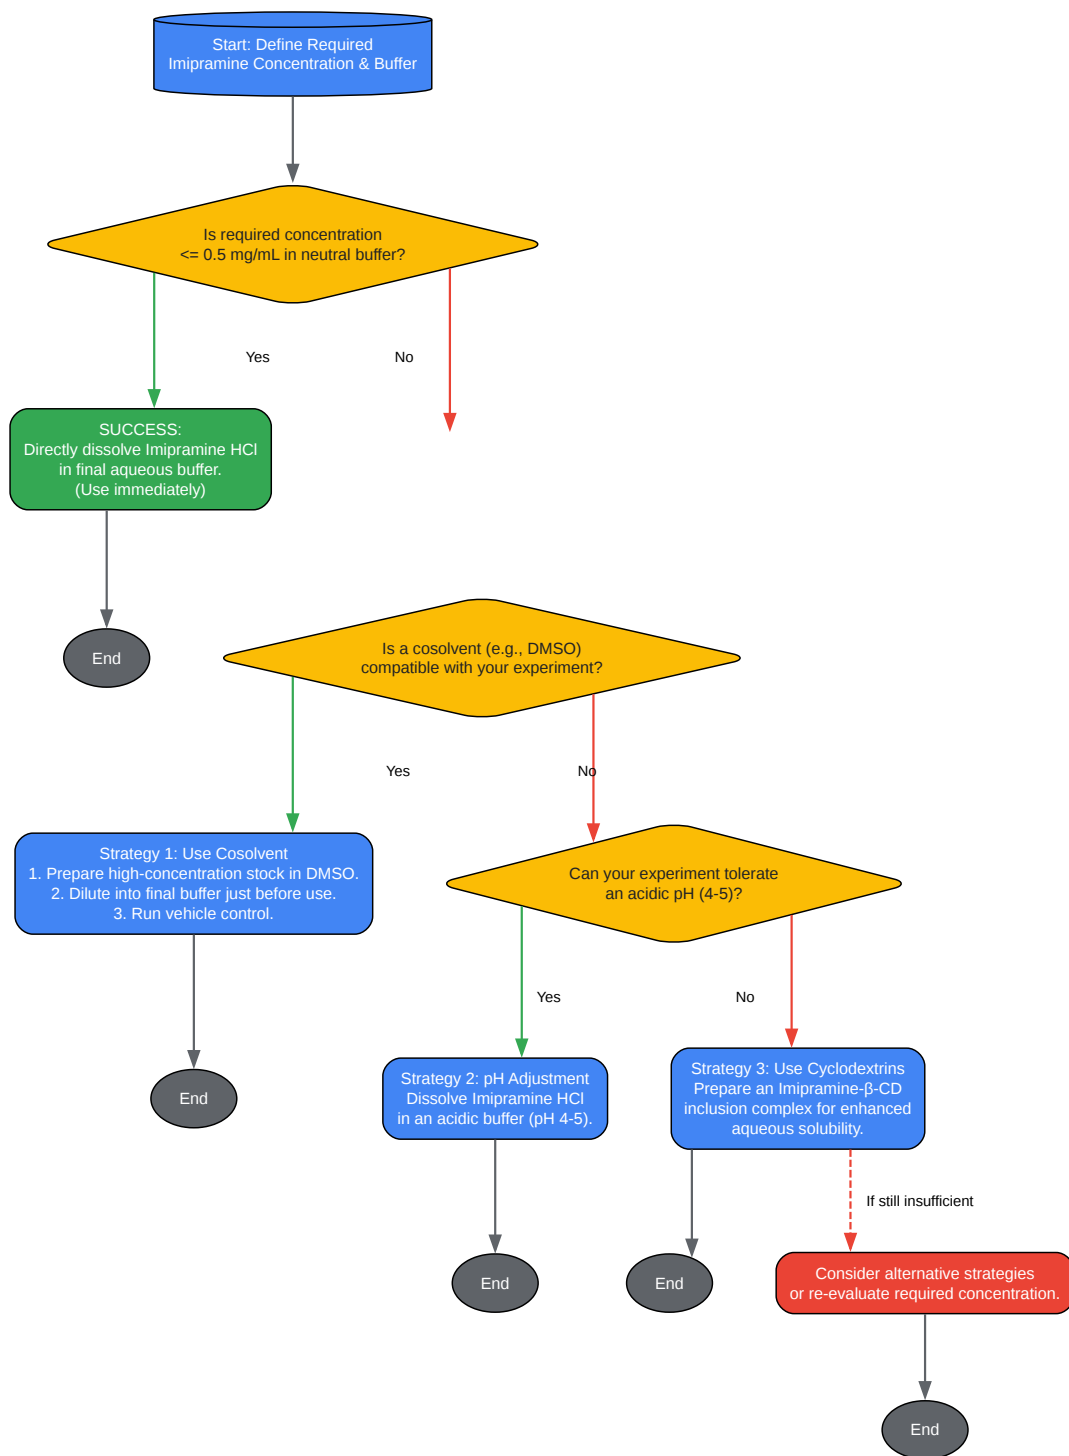 Start: Define Required
Imipramine Concentration & Buffer
Is required concentration
<= 0.5 mg/mL in neutral buffer?
Yes
No
SUCCESS:
Directly dissolve Imipramine HCl
in final aqueous buffer.
(Use immediately)
End
Is a cosolvent (e.g., DMSO)
compatible with your experiment?
Yes
No
Strategy 1: Use Cosolvent
1. Prepare high-concentration stock in DMSO.
2. Dilute into final buffer just before use.
3. Run vehicle control.
Can your experiment tolerate
an acidic pH (4-5)?
Yes
No
End
Strategy 2: pH Adjustment
Dissolve Imipramine HCl
in an acidic buffer (pH 4-5).
Strategy 3: Use Cyclodextrins
Prepare an Imipramine-β-CD
inclusion complex for enhanced
aqueous solubility.
If still insufficient
End
End
Consider alternative strategies
or re-evaluate required concentration.
End